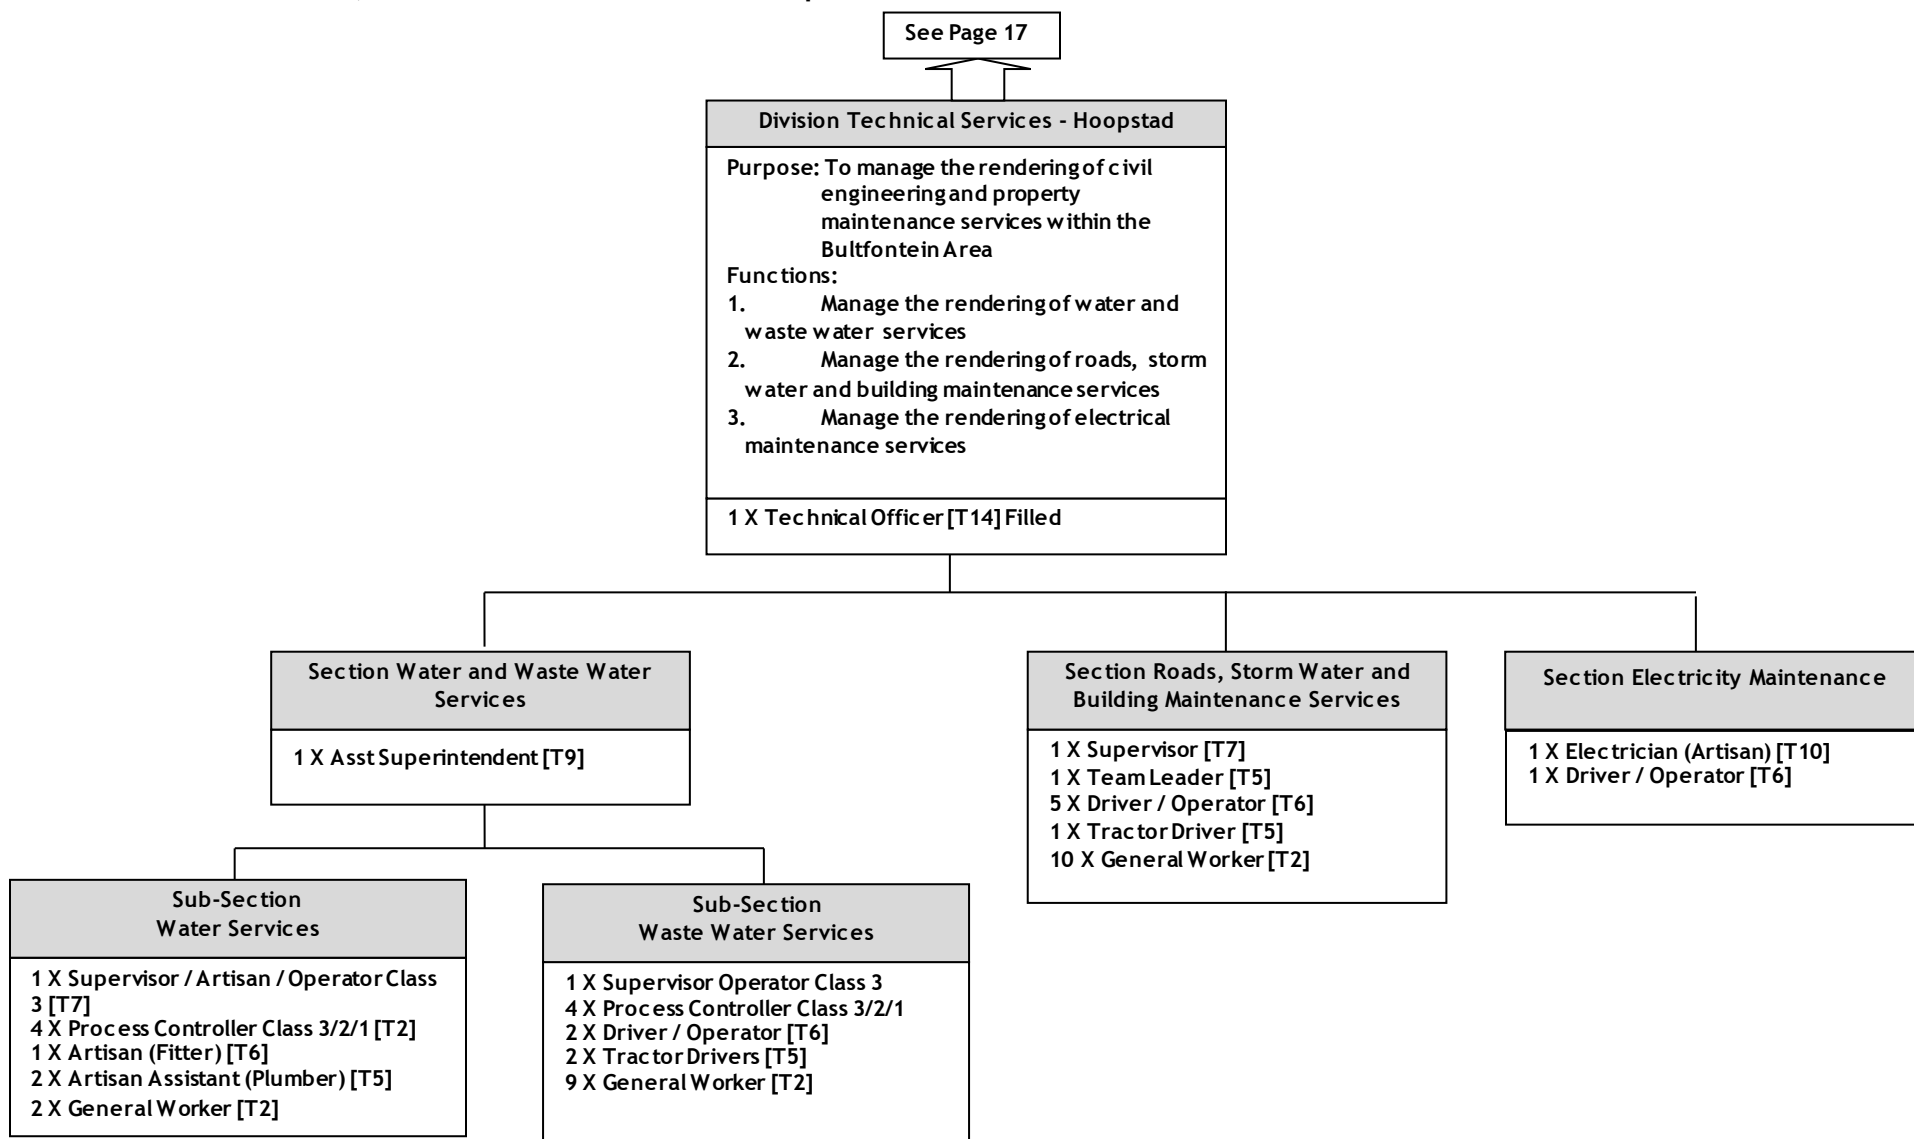 See Page 17
Division Technical Services - Hoopstad
Purpose: To manage the rendering of civil
engineering and property
maintenance services within the
Bultfontein Area
Functions:
1. Manage the rendering of water and
waste water services
2. Manage the rendering of roads, storm
water and building maintenance services
3. Manage the rendering of electrical
maintenance services
1 X Technical Officer [T14] Filled
Section Water and Waste Water
Services
1 X Asst Superintendent [T9]
Section Roads, Storm Water and
Building Maintenance Services
1 X Supervisor [T7]
1 X Team Leader [T5]
5 X Driver / Operator [T6]
1 X Tractor Driver [T5]
10 X General Worker [T2]
Section Electricity Maintenance
1 X Electrician (Artisan) [T10]
1 X Driver / Operator [T6]
Sub-Section
Water Services
1 X Supervisor / Artisan / Operator Class
3 [T7]
4 X Process Controller Class 3/2/1 [T2]
1 X Artisan (Fitter) [T6]
2 X Artisan Assistant (Plumber) [T5]
2 X General Worker [T2]
Sub-Section
Waste Water Services
1 X Supervisor Operator Class 3
4 X Process Controller Class 3/2/1
2 X Driver / Operator [T6]
2 X Tractor Drivers [T5]
9 X General Worker [T2]